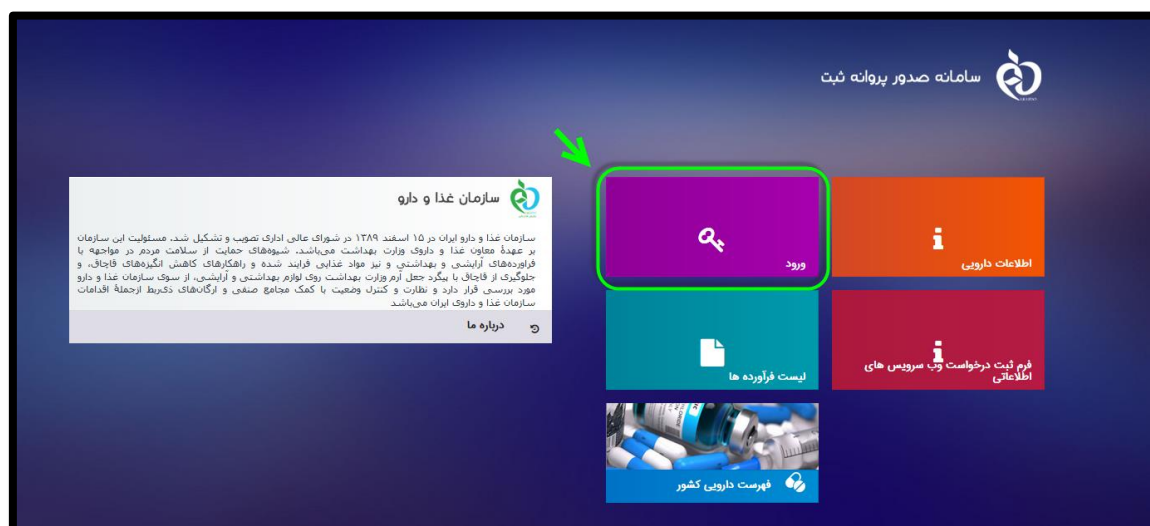 سامانه صدور پروانه ثبت
اطلاعات دارویی
ورود
فرم ثبت درخواست وب سرویس های
اطلاعاتی
لیست فرآورده ها
فهرست دارویی کشور
سازمان غذا و دارو
سازمان غذا و دارو ایران در ۱۵ اسفند ۱۳۸۹ در شورای عالی اداری تصویب و تشکیل شد. مسئولیت این سازمان
بر عهدهٔ معاون غذا و داروی وزارت بهداشت می‌باشد. شیوه‌های حمایت از سلامت مردم در مواجهه با
فراورده‌های آرایشی و بهداشتی و نیز مواد غذایی فرایند شده و راهکارهای کاهش انگیزه‌های قاچاق، و
جلوگیری از قاچاق با پیگرد جعل آرم وزارت بهداشت روی لوازم بهداشتی و آرایشی، از سوی سازمان غذا و دارو
مورد بررسی قرار دارد و نظارت و کنترل وضعیت با کمک مجامع صنفی و ارگان‌های ذی‌ربط ازجملهٔ اقدامات
سازمان غذا و داروی ایران می‌باشد
درباره ما